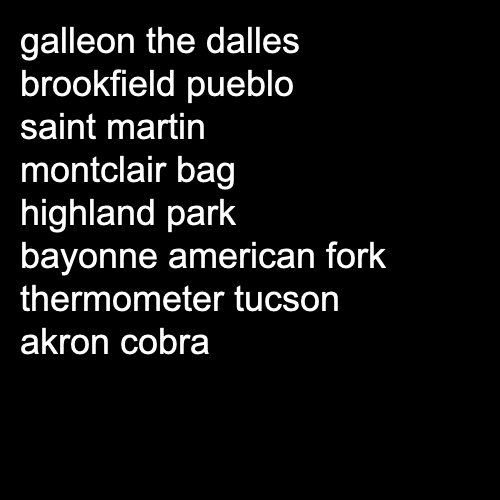 galleon the dalles
brookfield pueblo
saint martin
montclair bag
highland park
bayonne american fork
thermometer tucson
akron cobra